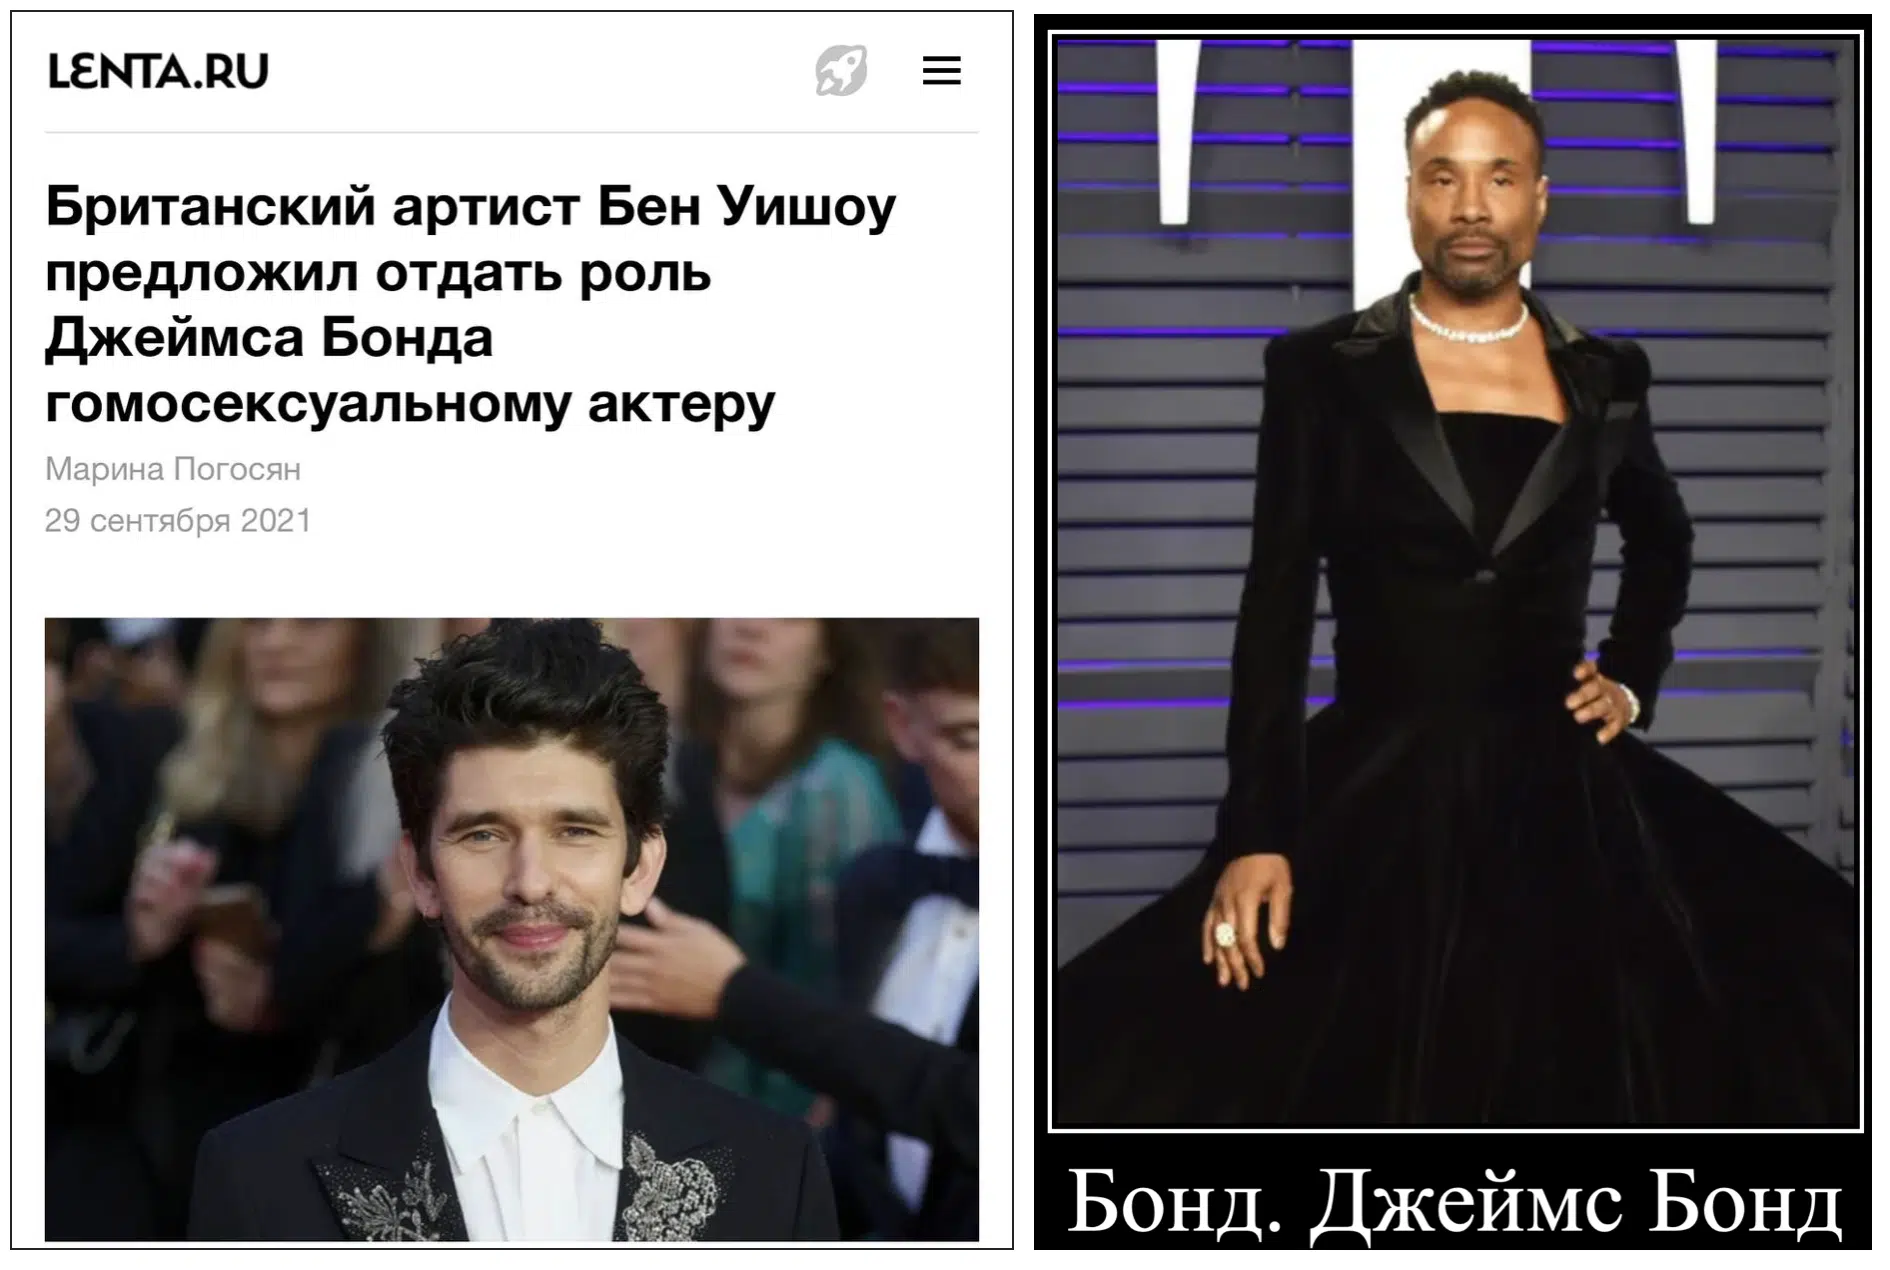 LENTA.RU
Британский артист Бен Уишоу
предложил отдать роль
Джеймса Бонда
гомосексуальному актеру
Марина Погосян
29 сентября 2021
Бонд. Джеймс Бонд